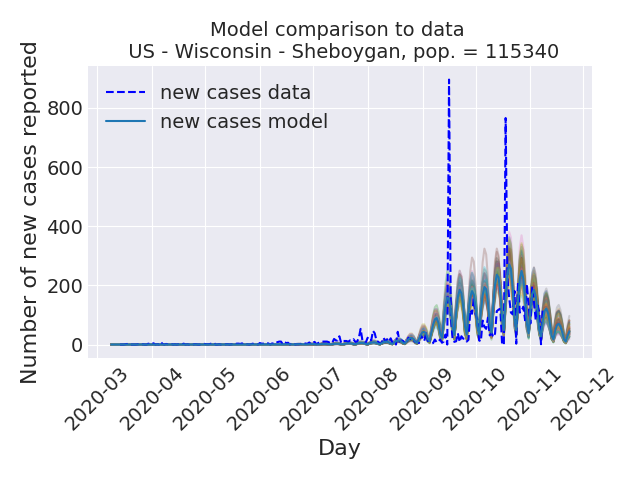 Model comparison to data
US - Wisconsin - Sheboygan, pop. = 115340
Number of new cases reported
800
600
400
200
0
new cases data
new cases model
2020-03
2020-04
2020-05
2020-06
2020-07
2020-08
2020-09
2020-10
2020-11
2020-12
Day